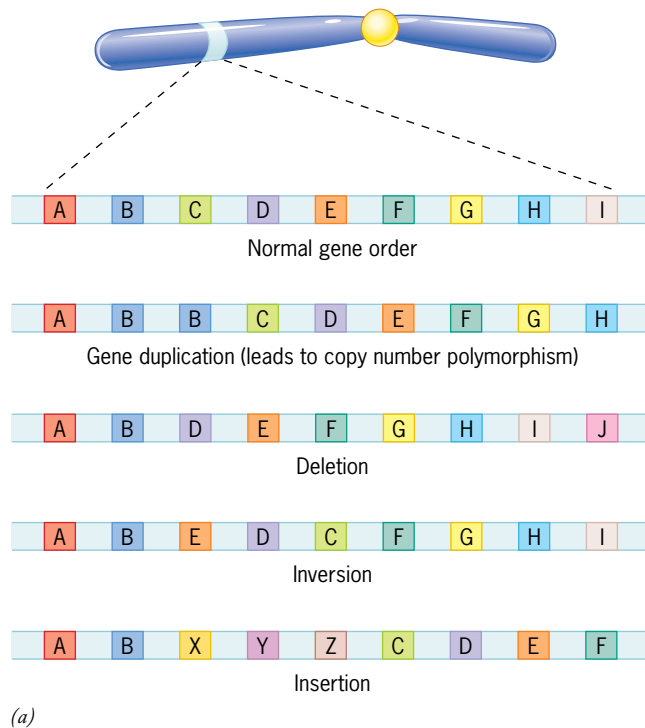 A B C D E F G H I
Normal gene order
A B B C D E F G H
Gene duplication (leads to copy number polymorphism)
A B D E F G H I J
Deletion
A B E D C F G H I
Inversion
A B X Y Z C D E F
Insertion
(a)